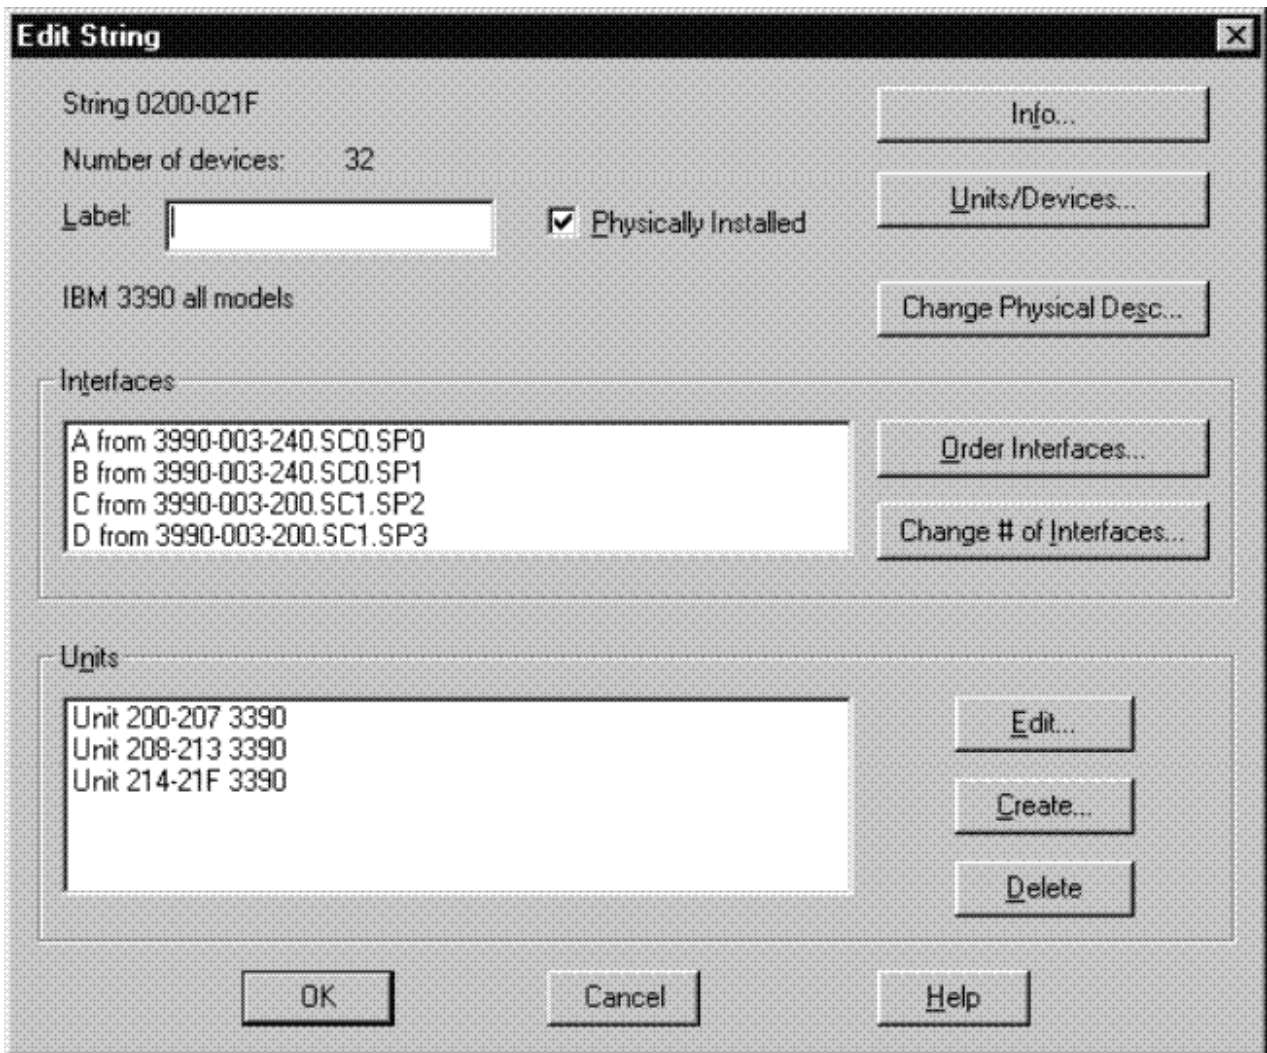 Edit String
String 0200-021F
Info...
Number of devices: 32
Units/Devices...
Label:
Physically Installed
IBM 3390 all models
Change Physical Desc...
Interfaces
A from 3990-003-240.SC0.SP0
B from 3990-003-240.SC0.SP1
C from 3990-003-200.SC1.SP2
D from 3990-003-200.SC1.SP3
Order Interfaces...
Change # of Interfaces...
Units
Unit 200-207 3390
Unit 208-213 3390
Unit 214-21F 3390
Edit...
Create...
Delete
OK
Cancel
Help